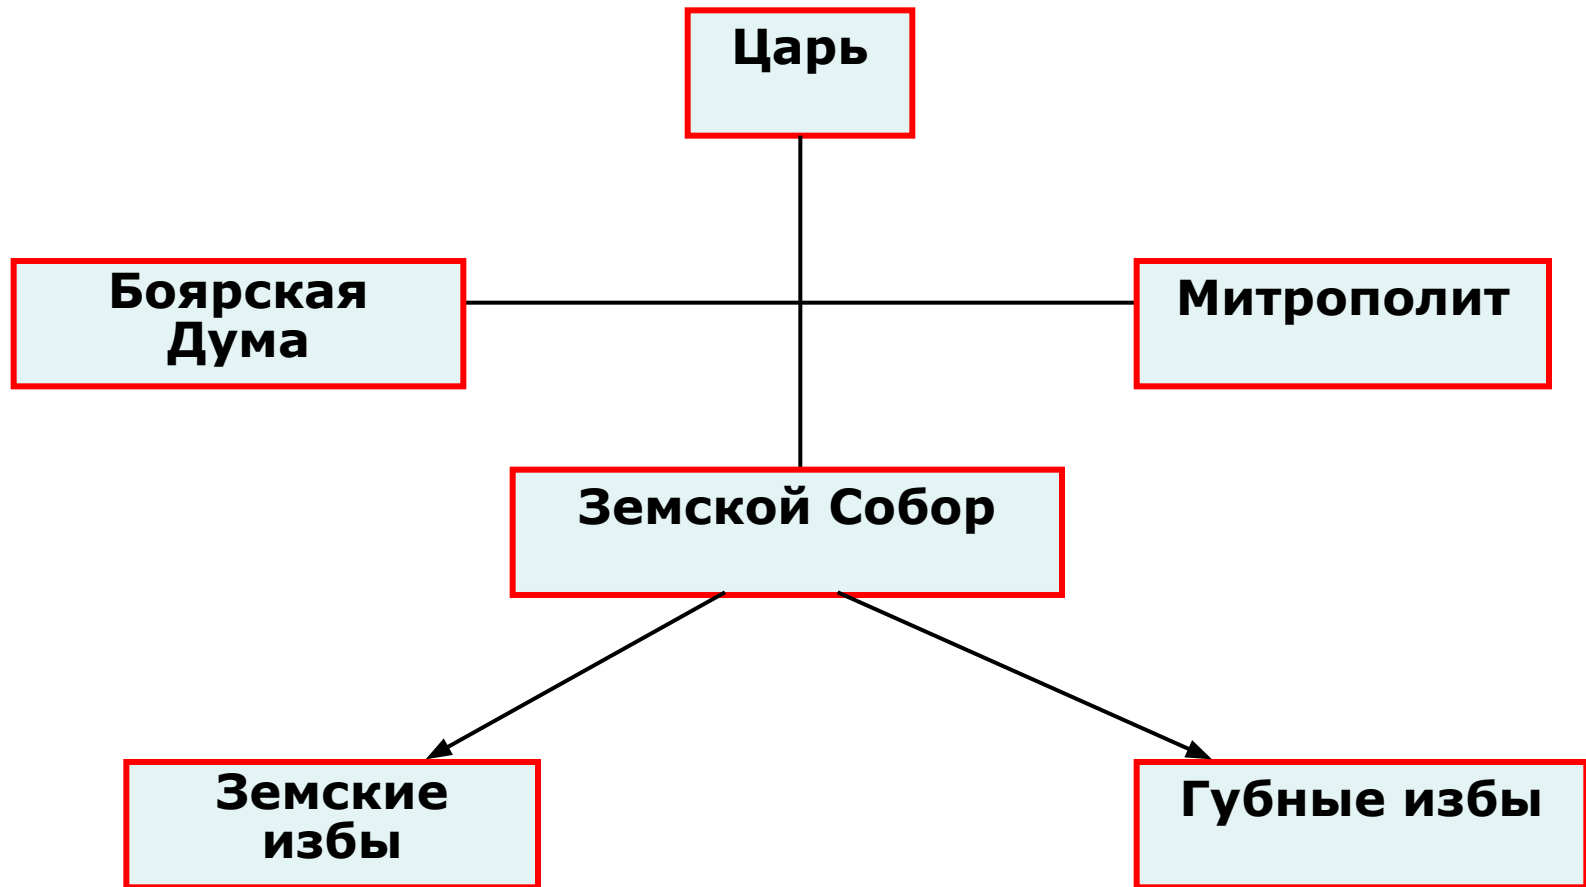 Царь
Боярская
Дума
Митрополит
Земской Собор
Земские
избы
Губные избы